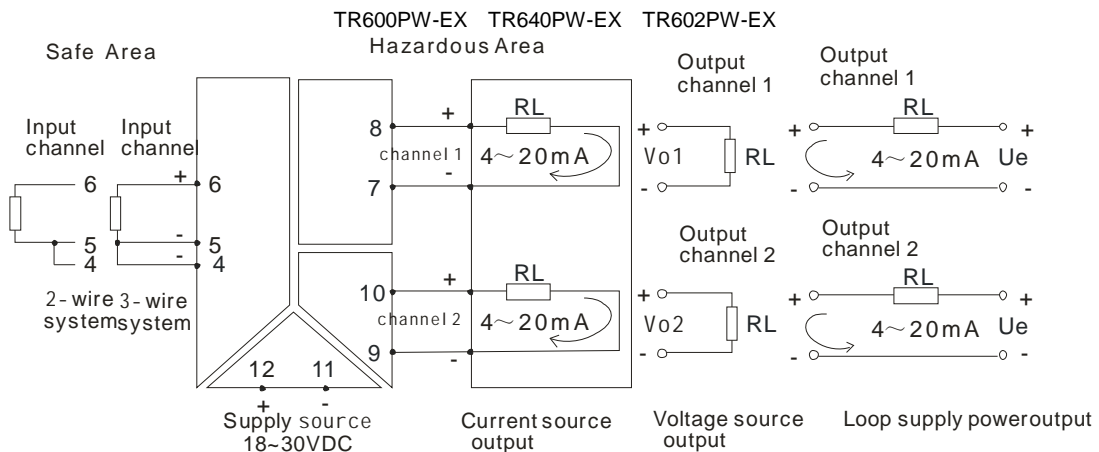 TR600PW-EX TR640PW-EX TR602PW-EX
Safe Area
Hazardous Area
Input
channel
Input
channel
6
5
4
+
6
-
5
-
4
2-wire
system
3-wire
system
8
channel 1
7
10
channel 2
9
12
11
+
-
Supply source
18~30VDC
+
RL
4~20mA
-
+
RL
4~20mA
-
Current source
output
Output
channel 1
+
Vo1
RL
-
Output
channel 2
+
Vo2
RL
-
Voltage source
output
Output
channel 1
RL
+
+
4~20mA
Ue
-
-
Output
channel 2
RL
+
+
4~20mA
Ue
-
-
Loop supply poweroutput